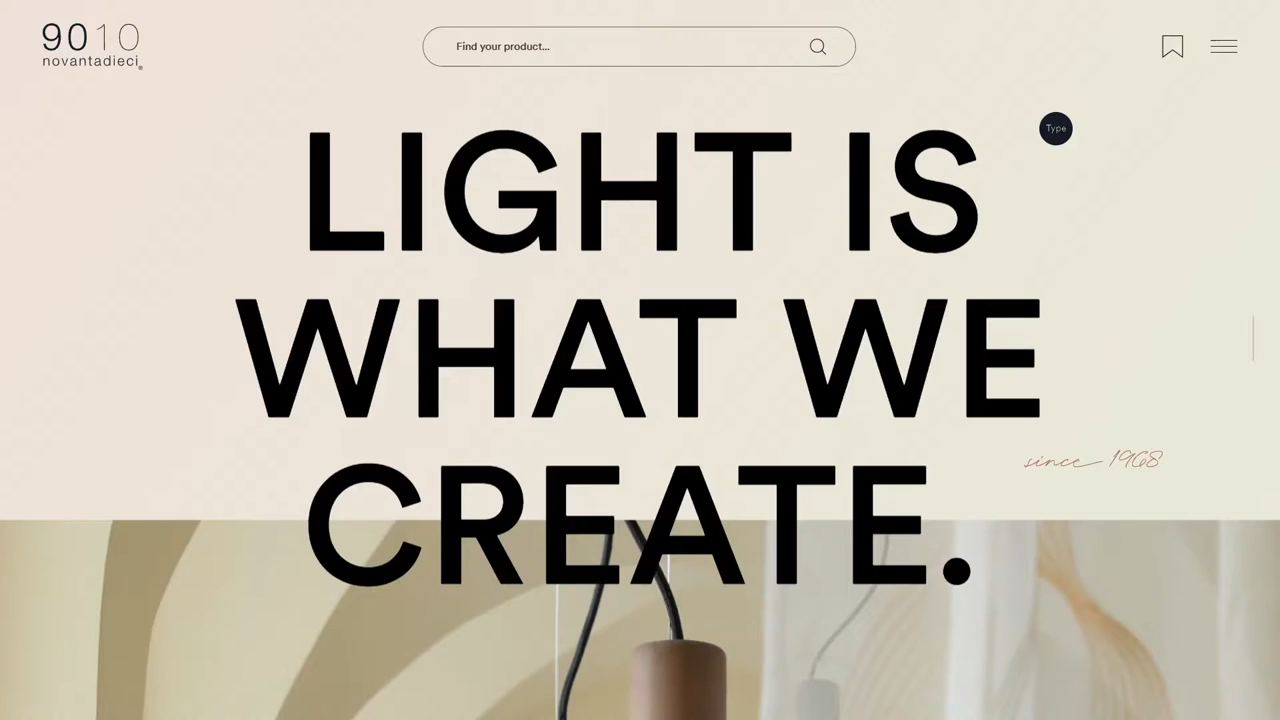 9010
novantadieci®
Find your product...
Type
LIGHT IS
WHAT WE
CREATE.
since 1968